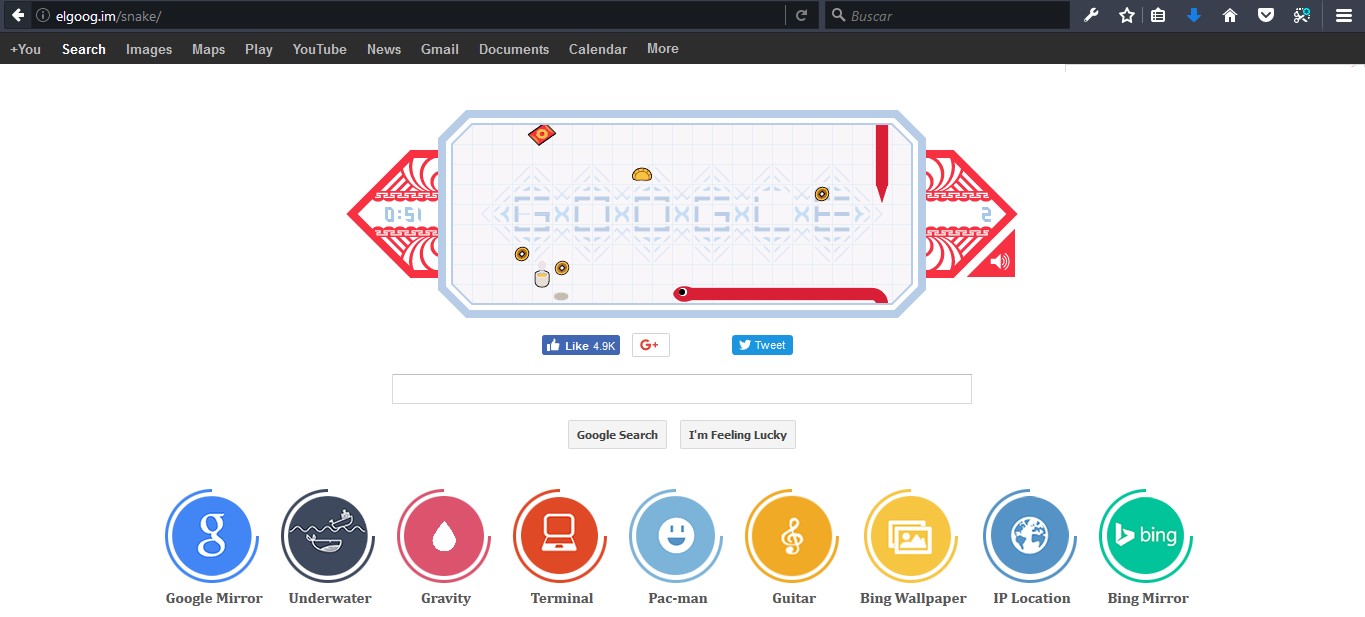 elgoog.im/snake/
Buscar
+You Search Images Maps Play YouTube News Gmail Documents Calendar More
0:51
GOOGLE
2
Like 4.9K
G+
Tweet
Google Search
I'm Feeling Lucky
g
bing
Google Mirror
Underwater
Gravity
Terminal
Pac-man
Guitar
Bing Wallpaper
IP Location
Bing Mirror